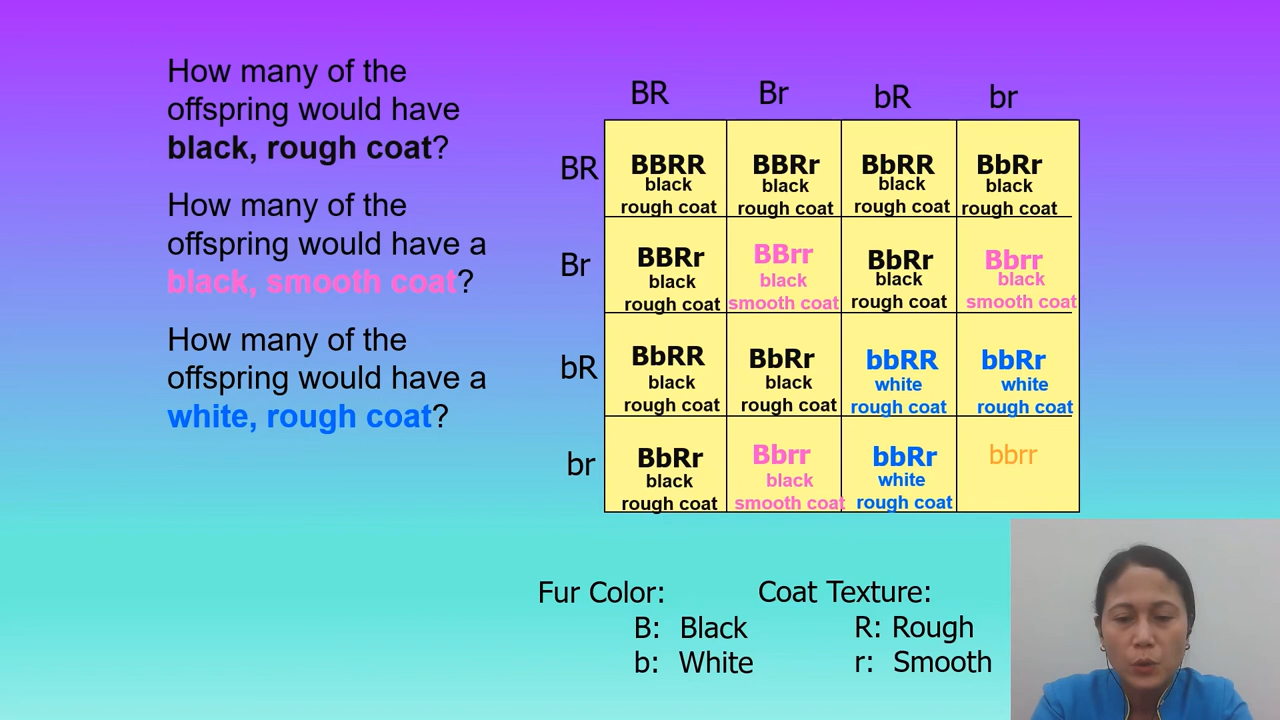 How many of the
offspring would have
black, rough coat?
How many of the
offspring would have a
black, smooth coat?
How many of the
offspring would have a
white, rough coat?
BR Br bR br
BR
BBRR BBRr BbRR BbRr
black black black black
rough coat rough coat rough coat rough coat
Br
BBRr BBrr BbRr Bbrr
black black black black
rough coat smooth coat rough coat smooth coat
bR
BbRR BbRr bbRR bbRr
black black white white
rough coat rough coat rough coat rough coat
br
BbRr Bbrr bbRr bbrr
black black white
rough coat smooth coat rough coat
Fur Color: Coat Texture:
B: Black R: Rough
b: White r: Smooth